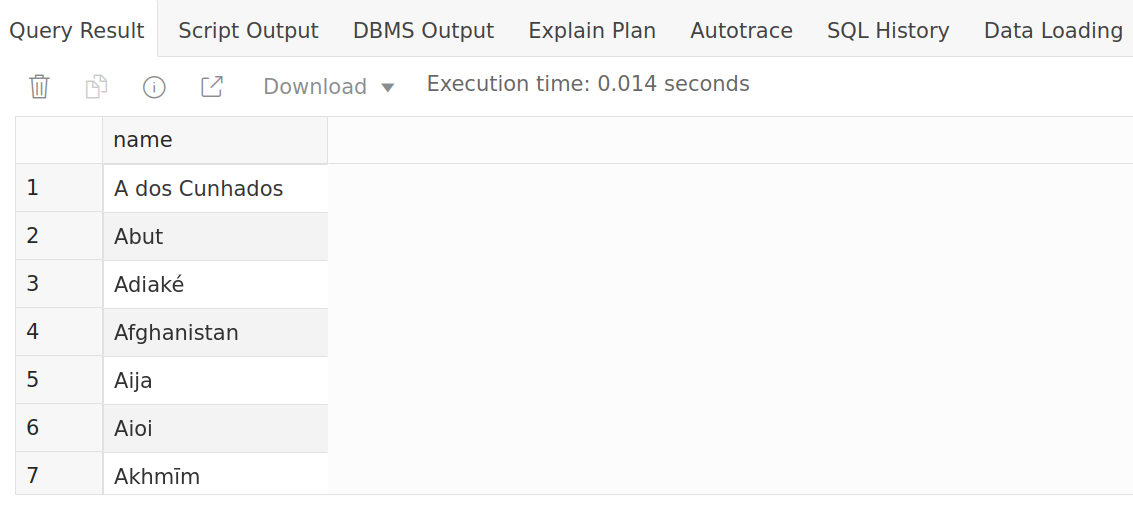 Query Result Script Output DBMS Output Explain Plan Autotrace SQL History Data Loading
Download Execution time: 0.014 seconds
name
1 A dos Cunhados
2 Abut
3 Adiaké
4 Afghanistan
5 Aija
6 Aioi
7 Akhmīm